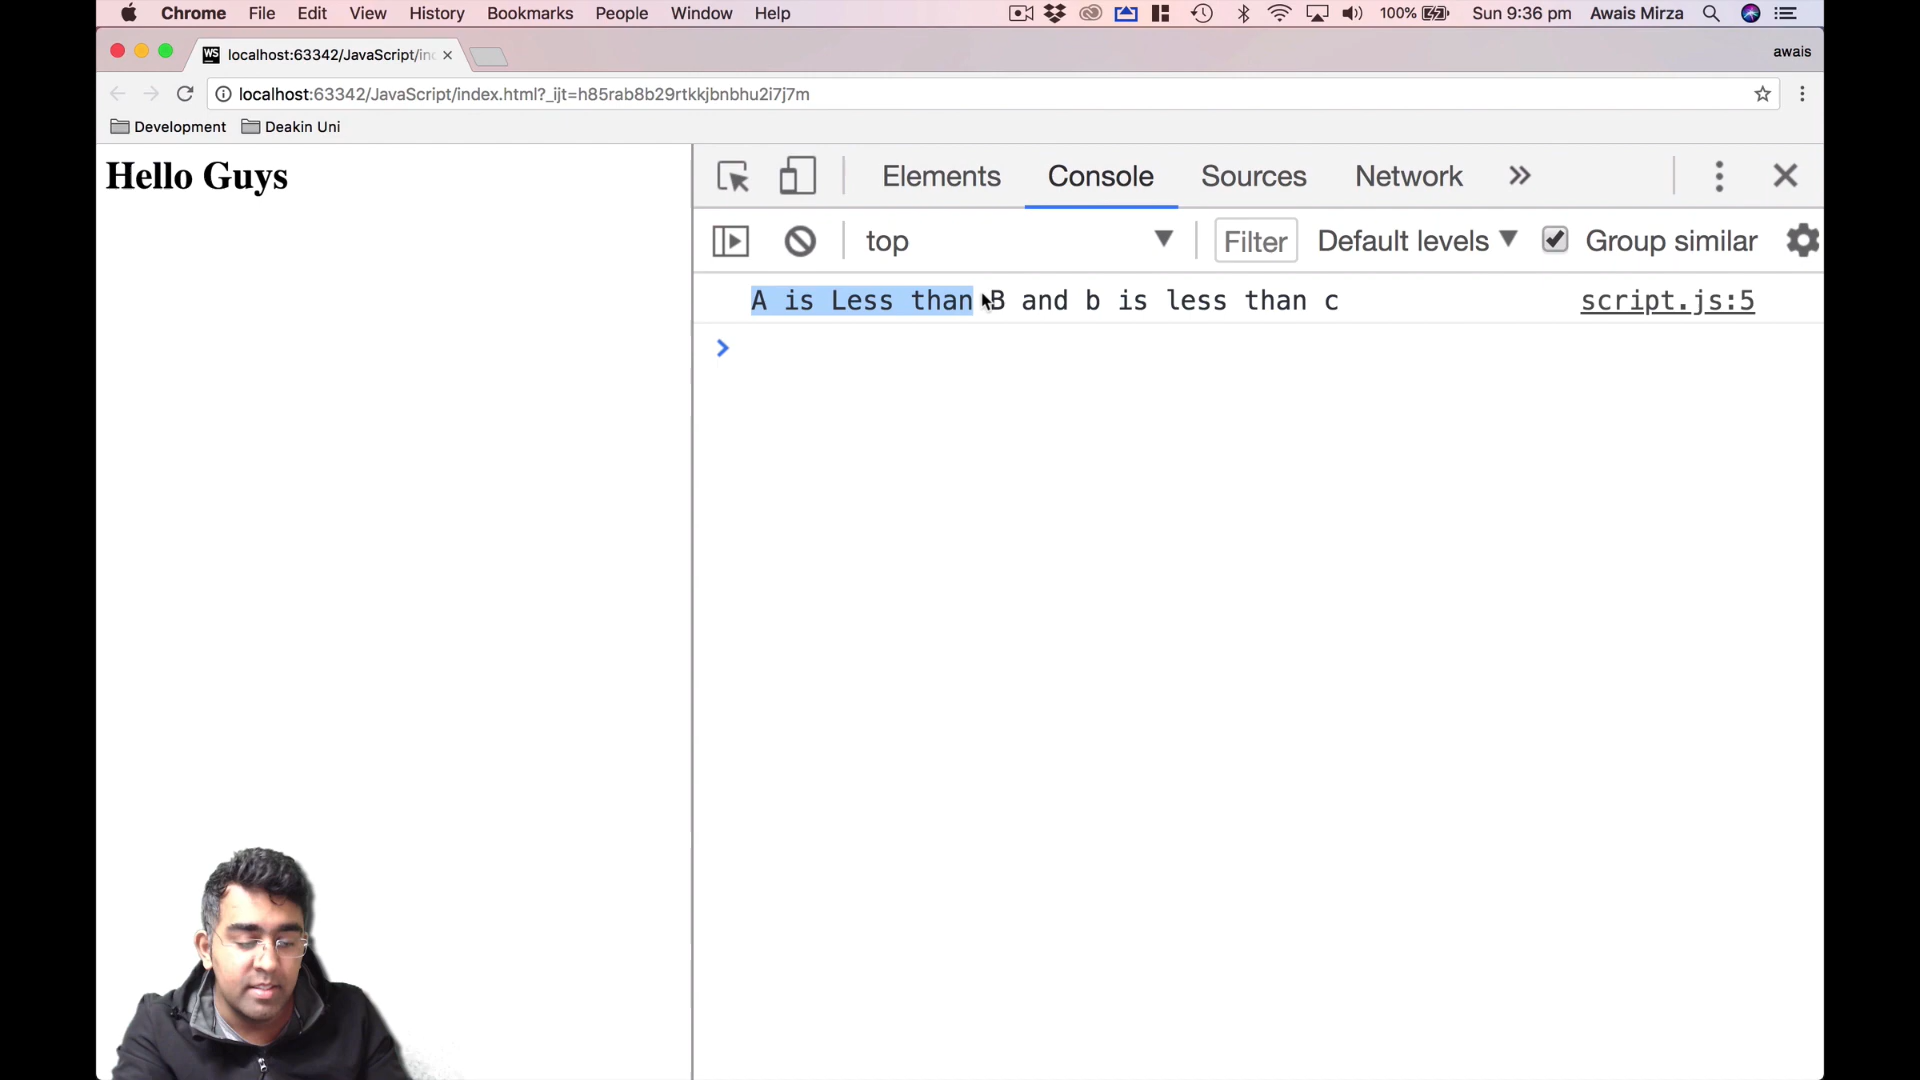 Chrome File Edit View History Bookmarks People Window Help 100% Sun 9:36 pm Awais Mirza
WS localhost:63342/JavaScript/in awais
localhost:63342/JavaScript/index.html?_ijt=h85rab8b29rtkkjbnbhu2i7j7m
Development Deakin Uni
Hello Guys
Elements Console Sources Network
top Filter Default levels Group similar
A is Less than B and b is less than c script.js:5